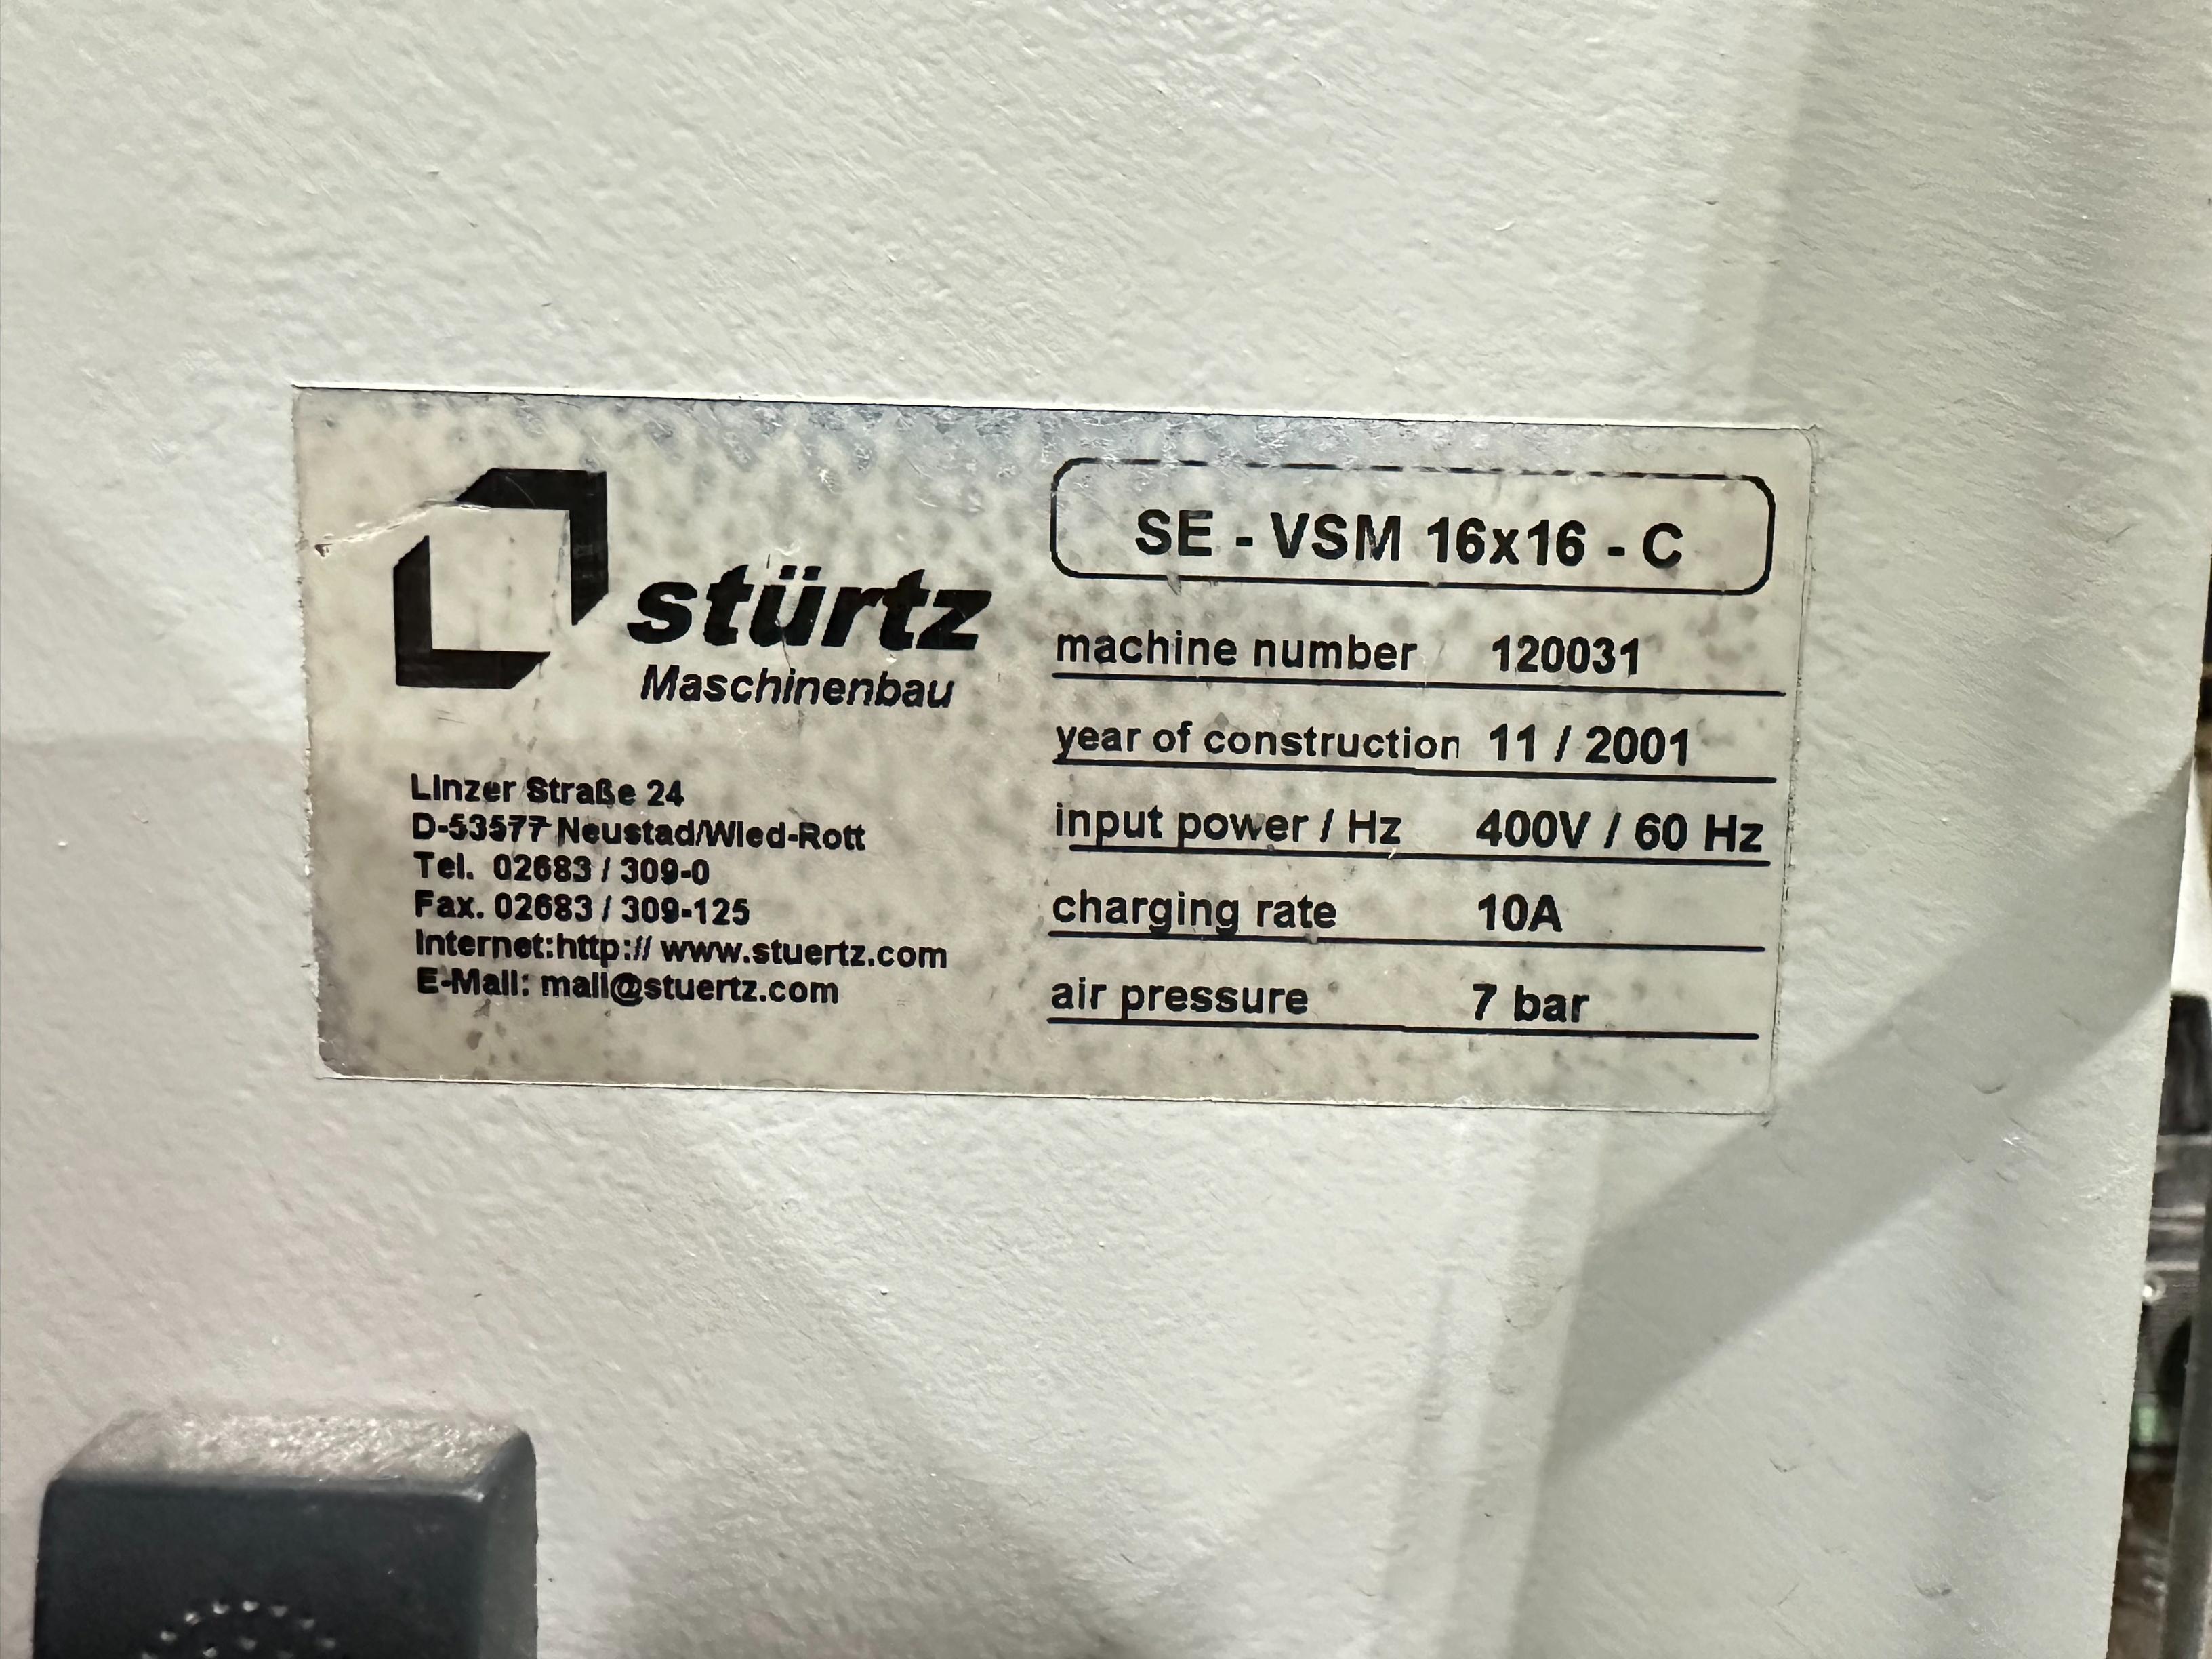 stürtz
Maschinenbau
Linzer Straße 24
D-53577 Neustad/Wied-Rott
Tel. 02683 / 309-0
Fax. 02683 / 309-125
Internet:http:// www.stuertz.com
E-Mail: mail@stuertz.com
SE - VSM 16x16 - C
machine number 120031
year of construction 11 / 2001
input power / Hz 400V / 60 Hz
charging rate 10A
air pressure 7 bar